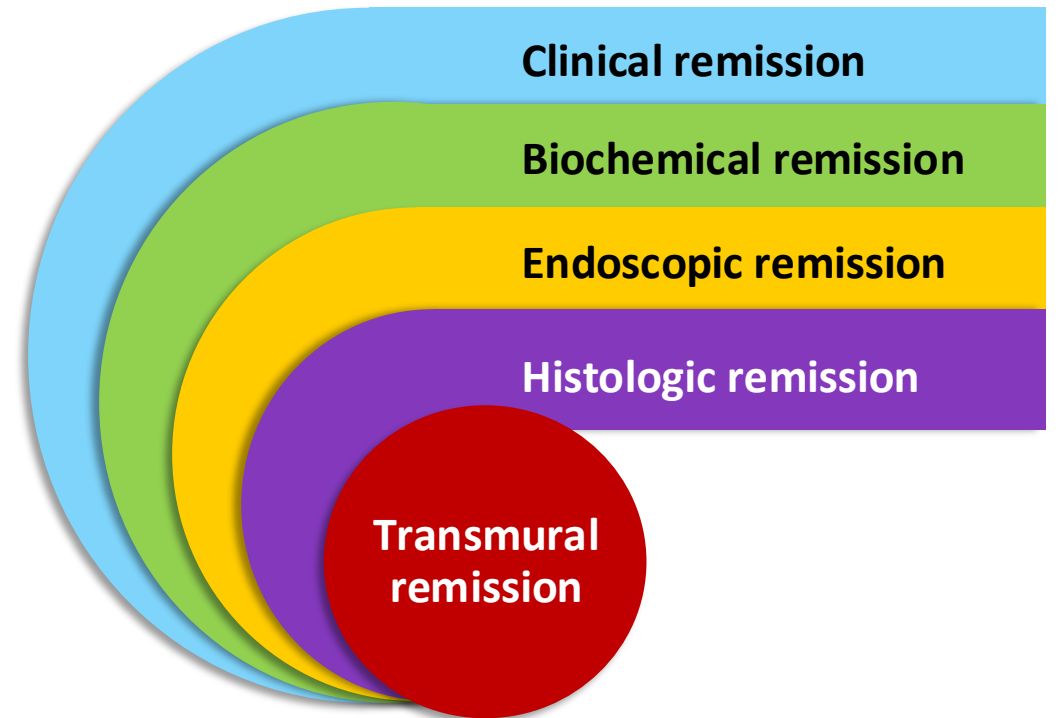 Clinical remission
Biochemical remission
Endoscopic remission
Histologic remission
Transmural
remission